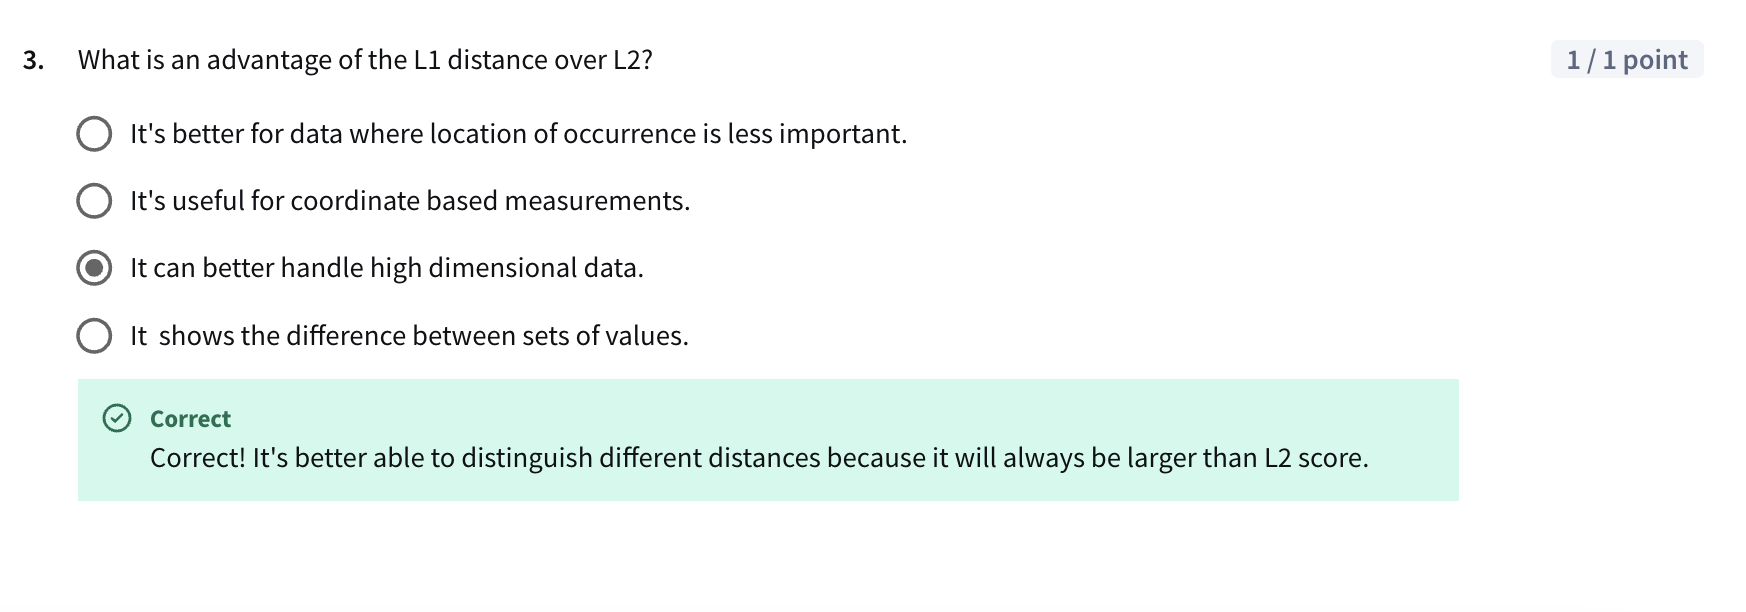 3. What is an advantage of the L1 distance over L2? 1 / 1 point
It's better for data where location of occurrence is less important.
It's useful for coordinate based measurements.
It can better handle high dimensional data.
It  shows the difference between sets of values.
Correct
Correct! It's better able to distinguish different distances because it will always be larger than L2 score.